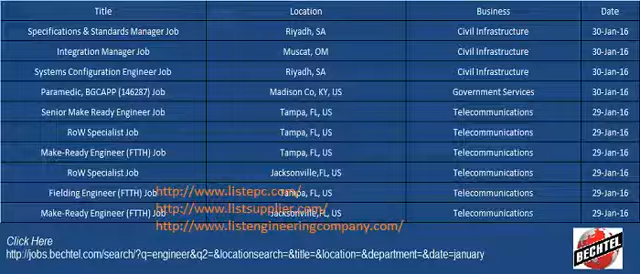 Title Location Business Date
Specifications & Standards Manager Job Riyadh, SA Civil Infrastructure 30-Jan-16
Integration Manager Job Muscat, OM Civil Infrastructure 30-Jan-16
Systems Configuration Engineer Job Riyadh, SA Civil Infrastructure 30-Jan-16
Paramedic, BGCAPP (146287) Job Madison Co, KY, US Government Services 30-Jan-16
Senior Make Ready Engineer Job Tampa, FL, US Telecommunications 29-Jan-16
RoW Specialist Job Tampa, FL, US Telecommunications 29-Jan-16
Make-Ready Engineer (FTTH) Job Tampa, FL, US Telecommunications 29-Jan-16
RoW Specialist Job Jacksonville,FL, US Telecommunications 29-Jan-16
Fielding Engineer (FTTH) Job Tampa, FL, US Telecommunications 29-Jan-16
http://www.listepc.com/
http://www.listsupplier.com/
Make-Ready Engineer (FTTH) Job Jacksonville,FL, US Telecommunications 29-Jan-16
http://www.listengineeringcompany.com/
Click Here
http://jobs.bechtel.com/search/?q=engineer&q2=&locationsearch=&title=&location=&department=&date=january
BECHTEL